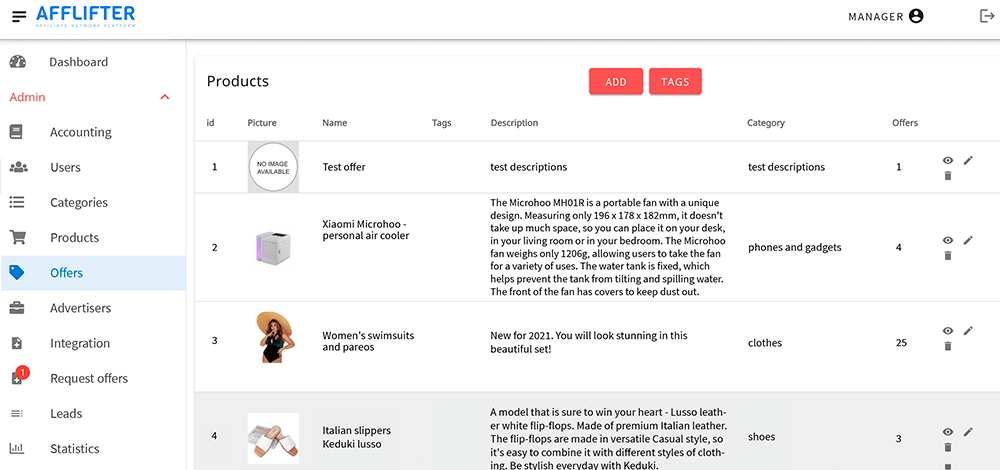 AFFLIFTER
AFFILIATE NETWORK PLATFORM
MANAGER
Dashboard
Admin
Accounting
Users
Categories
Products
Offers
Advertisers
Integration
1
Request offers
Leads
Statistics
Products
ADD
TAGS
id Picture Name Tags Description Category Offers
1
NO IMAGE
AVAILABLE
Test offer
test descriptions
test descriptions
1
2
Xiaomi Microhoo -
personal air cooler
The Microhoo MH01R is a portable fan with a unique
design. Measuring only 196 x 178 x 182mm, it doesn't
take up much space, so you can place it on your desk,
in your living room or in your bedroom. The Microhoo
fan weighs only 1206g, allowing users to take the fan
for a variety of uses. The water tank is fixed, which
helps prevent the tank from tilting and spilling water.
The front of the fan has covers to keep dust out.
phones and gadgets
4
3
Women's swimsuits
and pareos
New for 2021. You will look stunning in this
beautiful set!
clothes
25
4
Italian slippers
Keduki lusso
A model that is sure to win your heart - Lusso leath-
er white flip-flops. Made of premium Italian leather.
The flip-flops are made in versatile Casual style, so
it's easy to combine it with different styles of cloth-
ing. Be stylish everyday with Keduki.
shoes
3